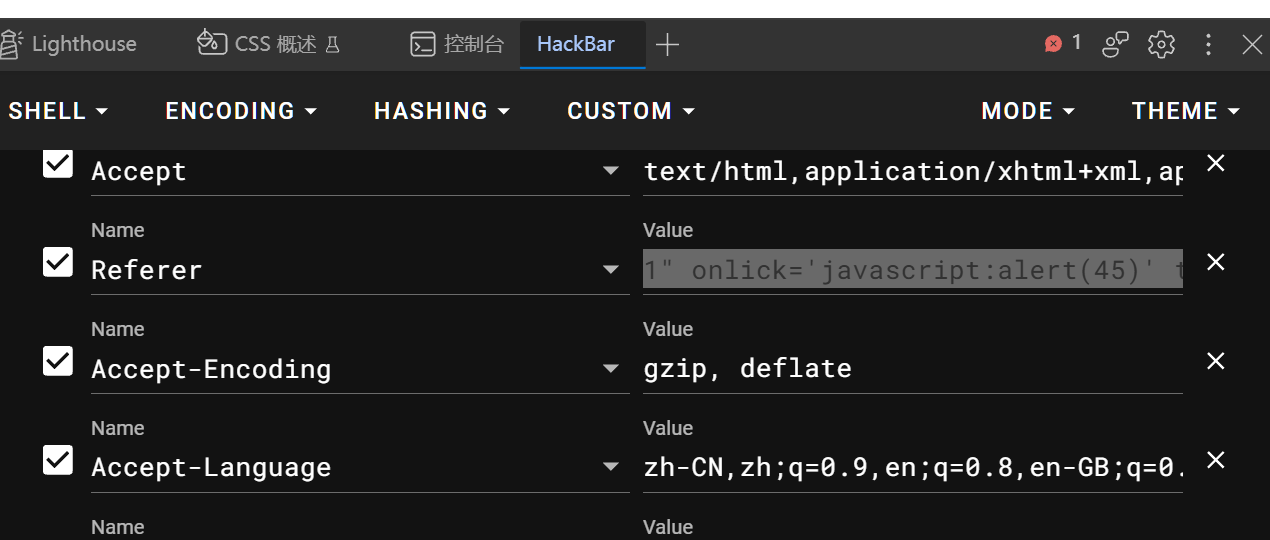 Lighthouse CSS 概述 控制台 HackBar 1
SHELL ENCODING HASHING CUSTOM MODE THEME
Accept text/html,application/xhtml+xml,ap
Name Value
Referer 1" onlick='javascript:alert(45)' t
Name Value
Accept-Encoding gzip, deflate
Name Value
Accept-Language zh-CN,zh;q=0.9,en;q=0.8,en-GB;q=0.
Name Value